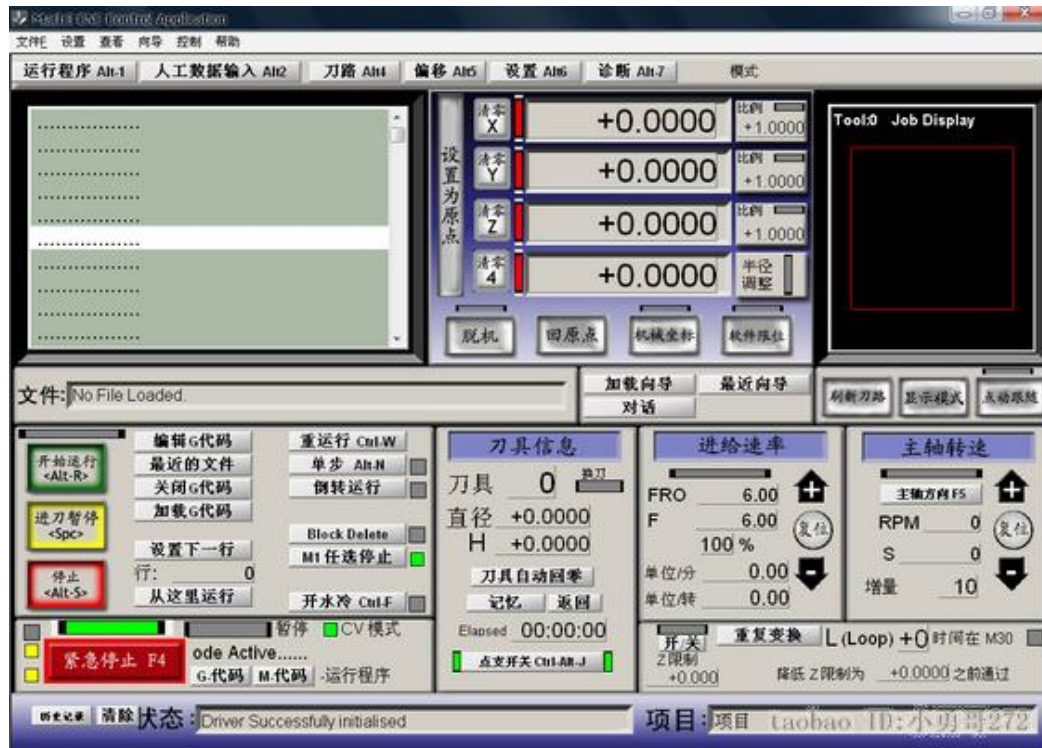 Mach3 CNC Control Application
文件F 设置 查看 向导 控制 帮助
运行程序 Alt-1 人工数据输入 Alt2 刀路 Alt4 偏移 Alt5 设置 Alt6 诊断 Alt-7 模式
清零 X +0.0000 比例 +1.0000
清零 Y +0.0000 比例 +1.0000
清零 Z +0.0000 比例 +1.0000
清零 4 +0.0000 半径调整
设置为原点
脱机 回原点 机械坐标 软件限位
Tool:0 Job Display
文件: No File Loaded.
加载向导 最近向导
对话
刷新刀路 显示模式 点动跟随
开始运行 <Alt-R>
进刀暂停 <Spc>
停止 <Alt-S>
编辑G代码
最近的文件
关闭G代码
加载G代码
设置下一行
行: 0
从这里运行
重运行 Ctrl-W
单步 Alt-N
倒转运行
Block Delete
M1 任选停止
开水冷 Ctrl-F
刀具信息
刀具 0 换刀
直径 +0.0000
H +0.0000
刀具自动回零
记忆 返回
Elapsed 00:00:00
点支开关 Ctrl-Alt-J
进给速率
FRO 6.00
F 6.00
100 %
复位
单位/分 0.00
单位/转 0.00
主轴转速
主轴方向 F5
RPM 0
复位
S 0
增量 10
紧急停止 F4
暂停 CV 模式
ode Active......
G.代码 M.代码 -运行程序
开/关 重复变换 L (Loop) +0 时间在 M30
Z 限制
+0.000 降低 Z 限制为 +0.0000 之前通过
历史记录 清除 状态: Driver Successfully initialised
项目: 项目 taobao ID:小勇哥272